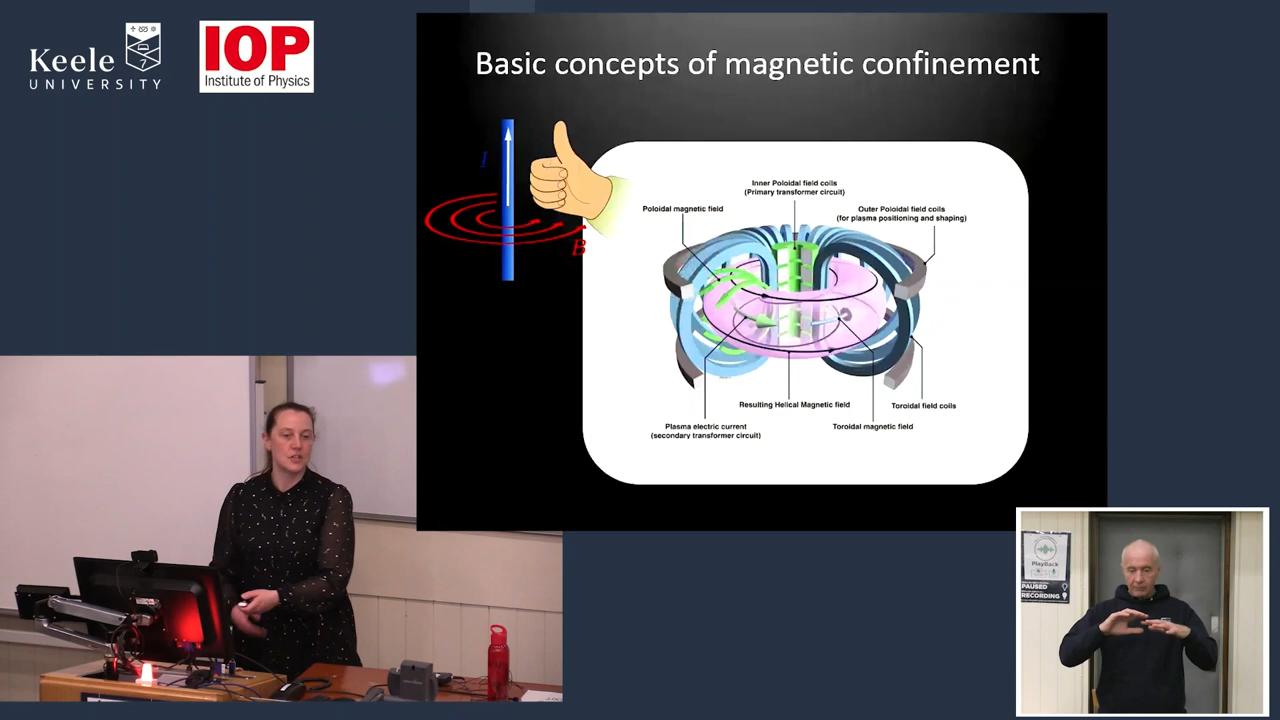 Keele
UNIVERSITY
IOP
Institute of Physics
Basic concepts of magnetic confinement
I
B
Inner Poloidal field coils
(Primary transformer circuit)
Poloidal magnetic field
Outer Poloidal field coils
(for plasma positioning and shaping)
Resulting Helical Magnetic field
Toroidal field coils
Plasma electric current
(secondary transformer circuit)
Toroidal magnetic field
PlayBack
PAUSED
RECORDING